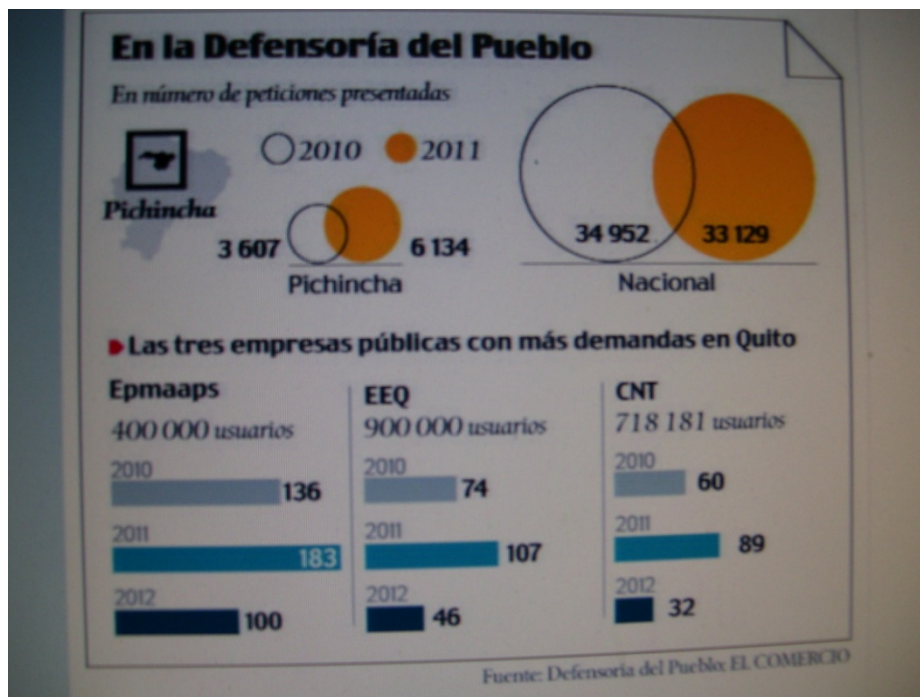 En la Defensoría del Pueblo
En número de peticiones presentadas
2010 2011
Pichincha
3 607 6 134
Pichincha
34 952 33 129
Nacional
Las tres empresas públicas con más demandas en Quito
Epmaaps
400 000 usuarios
2010
136
2011
183
2012
100
EEQ
900 000 usuarios
2010
74
2011
107
2012
46
CNT
718 181 usuarios
2010
60
2011
89
2012
32
Fuente: Defensoría del Pueblo: EL COMERCIO